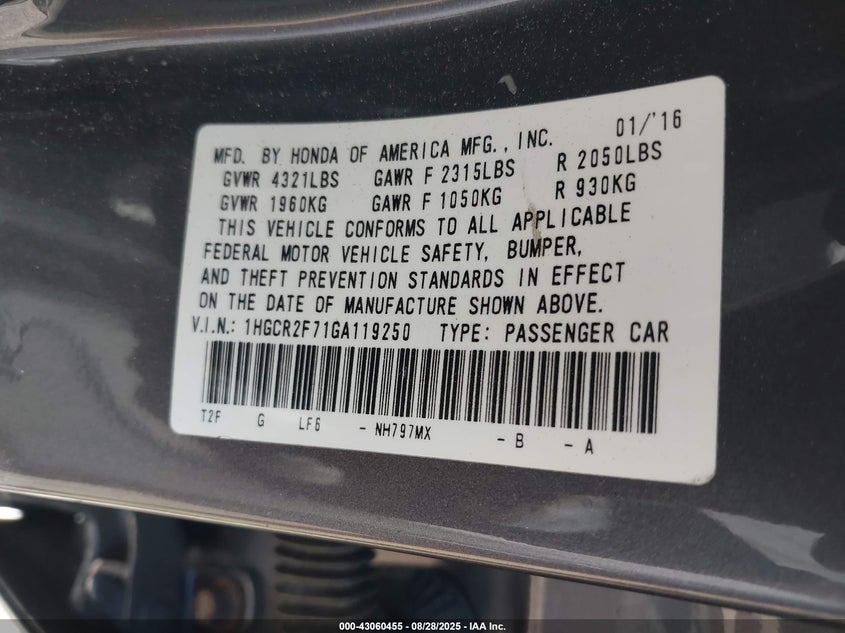 01/'16
MFD. BY HONDA OF AMERICA MFG., INC.
GVWR 4321LBS GAWR F 2315LBS R 2050LBS
GVWR 1960KG GAWR F 1050KG R 930KG
THIS VEHICLE CONFORMS TO ALL APPLICABLE
FEDERAL MOTOR VEHICLE SAFETY, BUMPER,
AND THEFT PREVENTION STANDARDS IN EFFECT
ON THE DATE OF MANUFACTURE SHOWN ABOVE.
V.I.N.: 1HGCR2F71GA119250 TYPE: PASSENGER CAR
T2F G LF6 - NH797MX - B - A
000-43060455 - 08/28/2025 - IAA Inc.